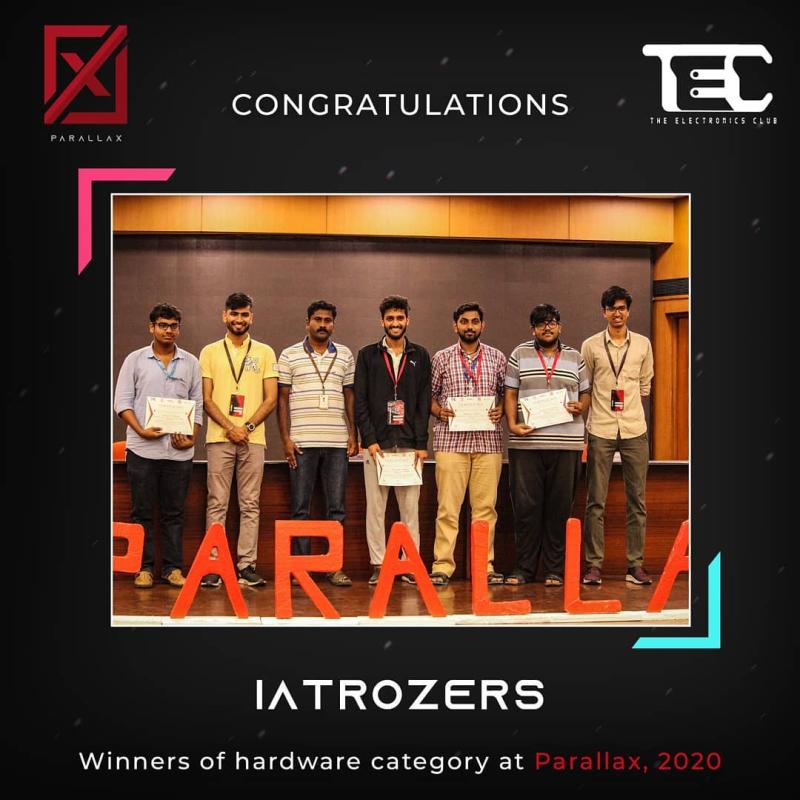 PARALLAX
CONGRATULATIONS
TEC
THE ELECTRONICS CLUB
PARALLA
IATROZERS
Winners of hardware category at Parallax, 2020